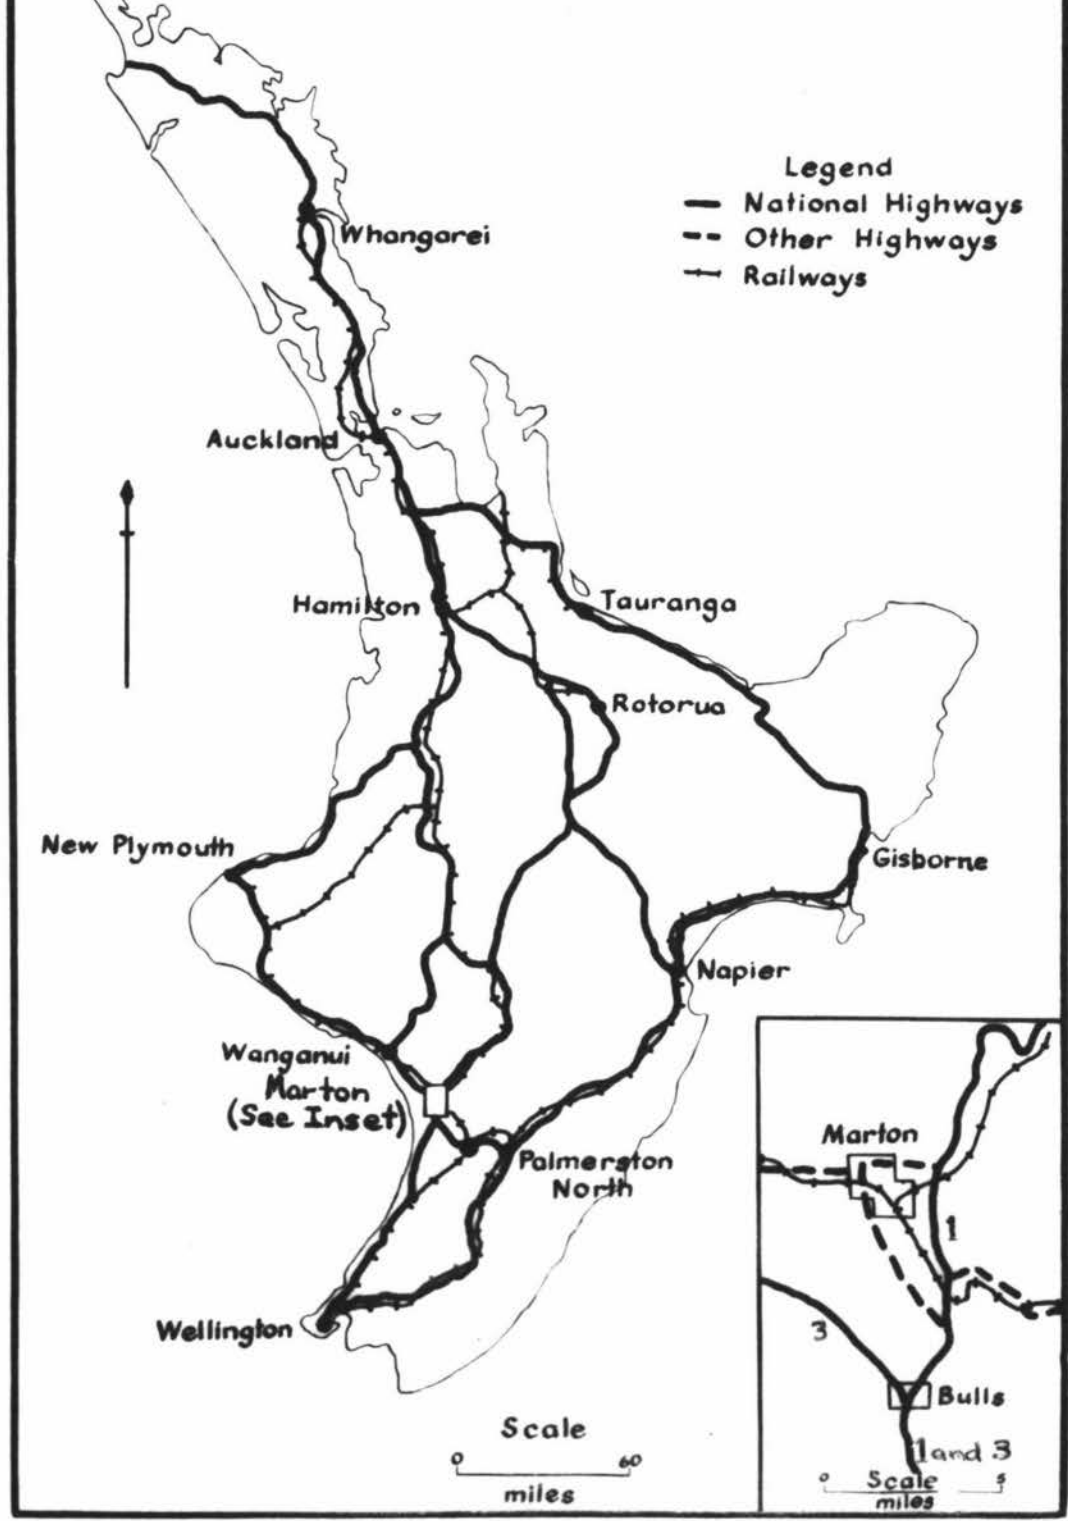 Legend
National Highways
Other Highways
Railways
Whangarei
Auckland
Hamilton
Tauranga
Rotorua
New Plymouth
Gisborne
Napier
Wanganui
Marton
(See Inset)
Palmerston
North
Wellington
Scale
0 60
miles
Marton
1
3
Bulls
1 and 3
0 Scale 5
miles